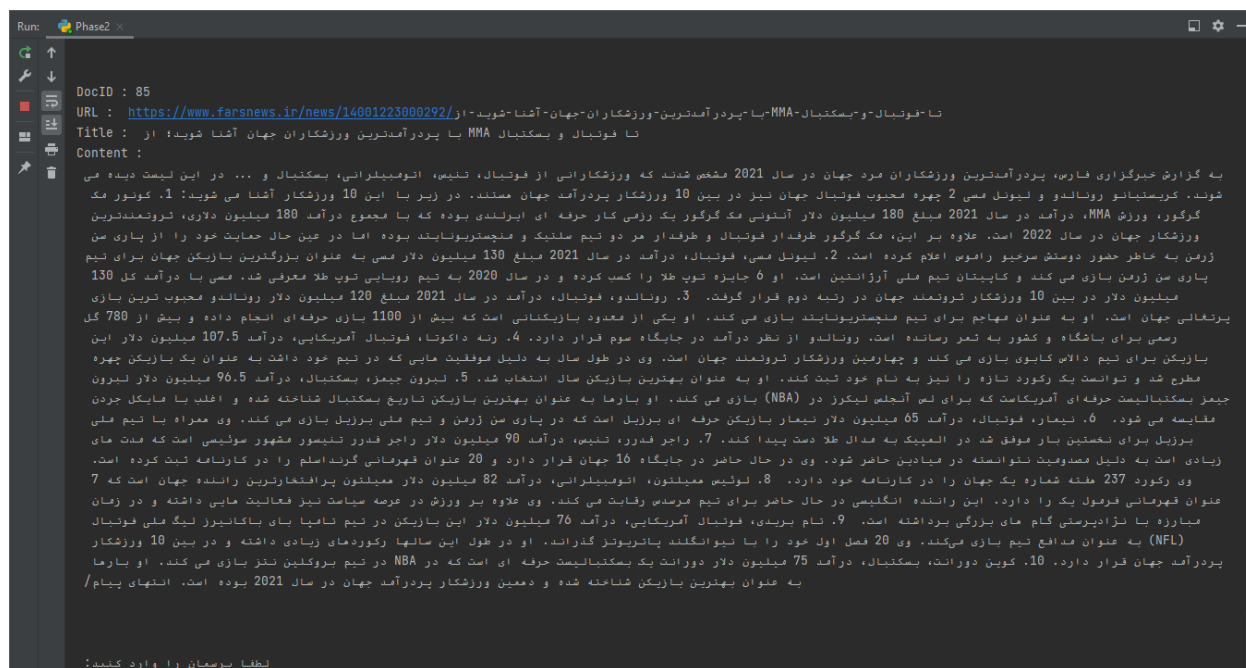 Run: Phase2
DocID : 85
URL : https://www.farsnews.ir/news/14001223000292/تا-فوتبال-و-بسکتبال-MMA-با-پردرآمدترین-ورزشکاران-جهان-آشنا-شوید-از
Title : تا فوتبال و بسکتبال MMA با پردرآمدترین ورزشکاران جهان آشنا شوید؛ از
Content :
به گزارش خبرگزاری فارس، پردرآمدترین ورزشکاران مرد جهان در سال 2021 مشخص شدند که ورزشکارانی از فوتبال، تنیس، اتومبیلرانی، بسکتبال و ... در این لیست دیده می
شوند. کریستیانو رونالدو و لیونل مسی 2 چهره محبوب فوتبال جهان نیز در بین 10 ورزشکار پردرآمد جهان هستند. در زیر با این 10 ورزشکار آشنا می شوید: 1. کونور مک
گرگور، ورزش MMA، درآمد در سال 2021 مبلغ 180 میلیون دلار آنتونی مک گرگور یک رزمی کار حرفه ای ایرلندی بوده که با مجموع درآمد 180 میلیون دلاری، ثروتمندترین
ورزشکار جهان در سال 2022 است. علاوه بر این، مک گرگور طرفدار فوتبال و طرفدار هر دو تیم سلتیک و منچستریونایتد بوده اما در عین حال حمایت خود را از پاری سن
ژرمن به خاطر حضور دوستش سرخیو راموس اعلام کرده است. 2. لیونل مسی، فوتبال، درآمد در سال 2021 مبلغ 130 میلیون دلار مسی به عنوان بزرگترین بازیکن جهان برای تیم
پاری سن ژرمن بازی می کند و کاپیتان تیم ملی آرژانتین است. او 6 جایزه توپ طلا را کسب کرده و در سال 2020 به تیم رویایی توپ طلا معرفی شد. مسی با درآمد کل 130
میلیون دلار در بین 10 ورزشکار ثروتمند جهان در رتبه دوم قرار گرفت. 3. رونالدو، فوتبال، درآمد در سال 2021 مبلغ 120 میلیون دلار رونالدو محبوب ترین بازی
پرتغالی جهان است. او به عنوان مهاجم برای تیم منچستریونایتد بازی می کند. او یکی از معدود بازیکنانی است که بیش از 1100 بازی حرفه‌ای انجام داده و بیش از 780 گل
رسمی برای باشگاه و کشور به ثمر رسانده است. رونالدو از نظر درآمد در جایگاه سوم قرار دارد. 4. رنه داکوتا، فوتبال آمریکایی، درآمد 107.5 میلیون دلار این
بازیکن برای تیم دالاس کابوی بازی می کند و چهارمین ورزشکار ثروتمند جهان است. وی در طول سال به دلیل موفقیت هایی که در تیم خود داشت به عنوان یک بازیکن چهره
مطرح شد و توانست یک رکورد تازه را نیز به نام خود ثبت کند. او به عنوان بهترین بازیکن سال انتخاب شد. 5. لبرون جیمز، بسکتبال، درآمد 96.5 میلیون دلار لبرون
جیمز بسکتبالیست حرفه‌ای آمریکاست که برای لس آنجلس لیکرز در (NBA) بازی می کند. او بارها به عنوان بهترین بازیکن تاریخ بسکتبال شناخته شده و اغلب با مایکل جردن
مقایسه می شود. 6. نیمار، فوتبال، درآمد 65 میلیون دلار نیمار بازیکن حرفه ای برزیل است که در پاری سن ژرمن و تیم ملی برزیل بازی می کند. وی همراه با تیم ملی
برزیل برای نخستین بار موفق شد در المپیک به مدال طلا دست پیدا کند. 7. راجر فدرر، تنیس، درآمد 90 میلیون دلار راجر فدرر تنیسور مشهور سوئیسی است که مدت های
زیادی است به دلیل مصدومیت نتوانسته در میادین حاضر شود. وی در حال حاضر در جایگاه 16 جهان قرار دارد و 20 عنوان قهرمانی گرنداسلم را در کارنامه ثبت کرده است.
وی رکورد 237 هفته شماره یک جهان را در کارنامه خود دارد. 8. لوئیس همیلتون، اتومبیلرانی، درآمد 82 میلیون دلار همیلتون پرافتخارترین راننده جهان است که 7
عنوان قهرمانی فرمول یک را دارد. این راننده انگلیسی در حال حاضر برای تیم مرسدس رقابت می کند. وی علاوه بر ورزش در عرصه سیاست نیز فعالیت هایی داشته و در زمان
مبارزه با نژادپرستی گام های بزرگی برداشته است. 9. تام بریدی، فوتبال آمریکایی، درآمد 76 میلیون دلار این بازیکن در تیم تامپا بای باکانیرز لیگ ملی فوتبال
(NFL) به عنوان مدافع تیم بازی می‌کند. وی 20 فصل اول خود را با نیوانگلند پاتریوتز گذراند. او در طول این سالها رکوردهای زیادی داشته و در بین 10 ورزشکار
پردرآمد جهان قرار دارد. 10. کوین دورانت، بسکتبال، درآمد 75 میلیون دلار دورانت یک بسکتبالیست حرفه ای است که در NBA در تیم بروکلین نتز بازی می کند. او بارها
به عنوان بهترین بازیکن شناخته شده و دهمین ورزشکار پردرآمد جهان در سال 2021 بوده است. انتهای پیام/
لطفا پرسمان را وارد کنید: